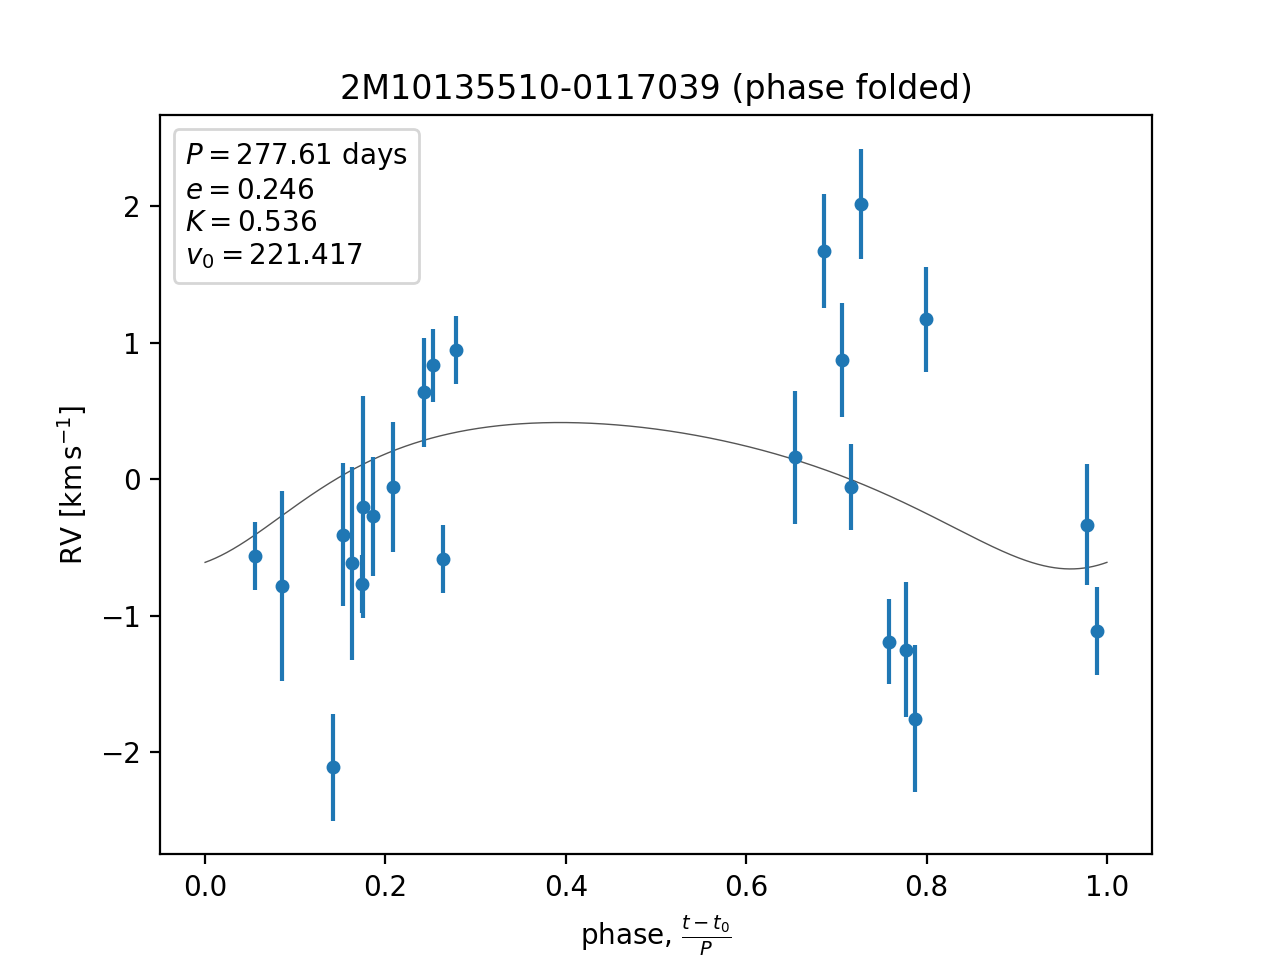 2M10135510-0117039 (phase folded)
P = 277.61 days
e = 0.246
K = 0.536
v₀ = 221.417
RV [km s⁻¹]
2
1
0
−1
−2
0.0 0.2 0.4 0.6 0.8 1.0
phase, (t − t₀)/P